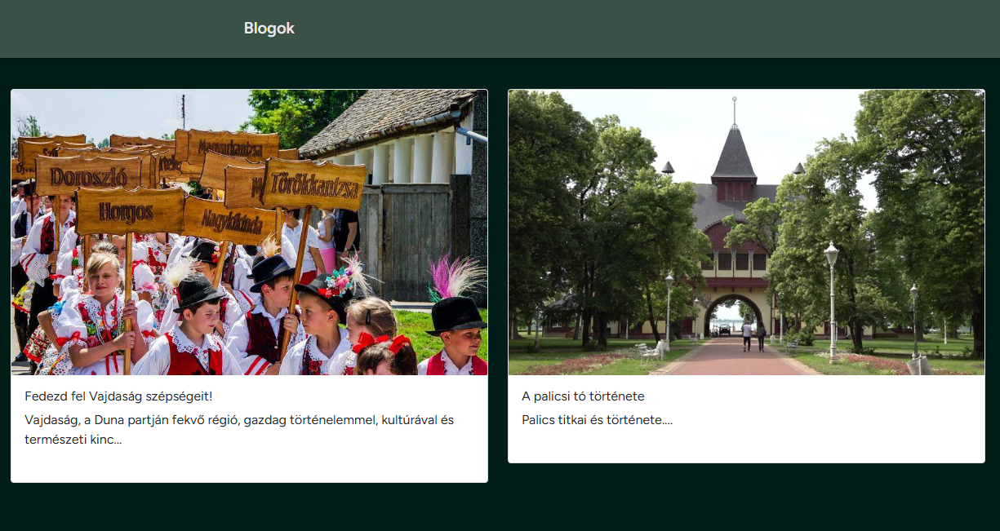 Blogok
Magyarkanizsa
Doroszló
Törökkanizsa
Horgos
Nagykikinda
Fedezd fel Vajdaság szépségeit!
Vajdaság, a Duna partján fekvő régió, gazdag történelemmel, kultúrával és
természeti kinc...
A palicsi tó története
Palics titkai és története....